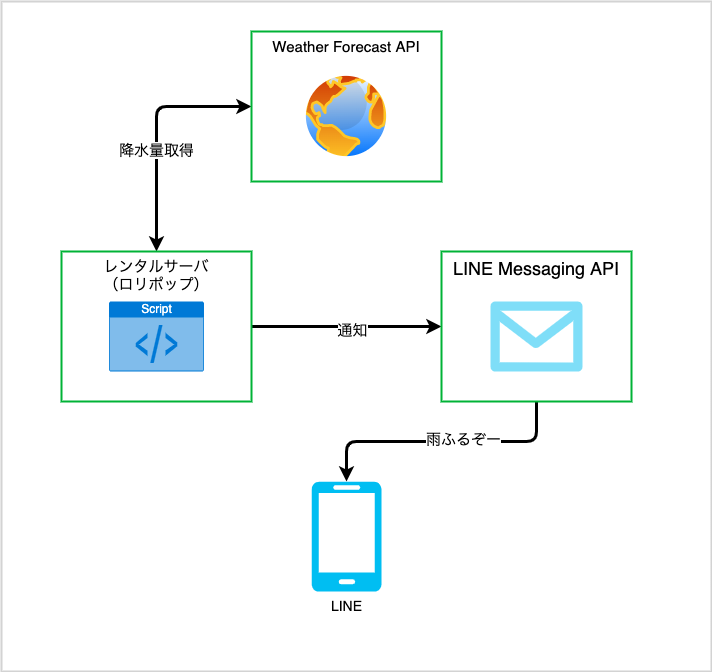 Weather Forecast API
降水量取得
レンタルサーバ
（ロリポップ）
Script
</>
通知
LINE Messaging API
雨ふるぞー
LINE